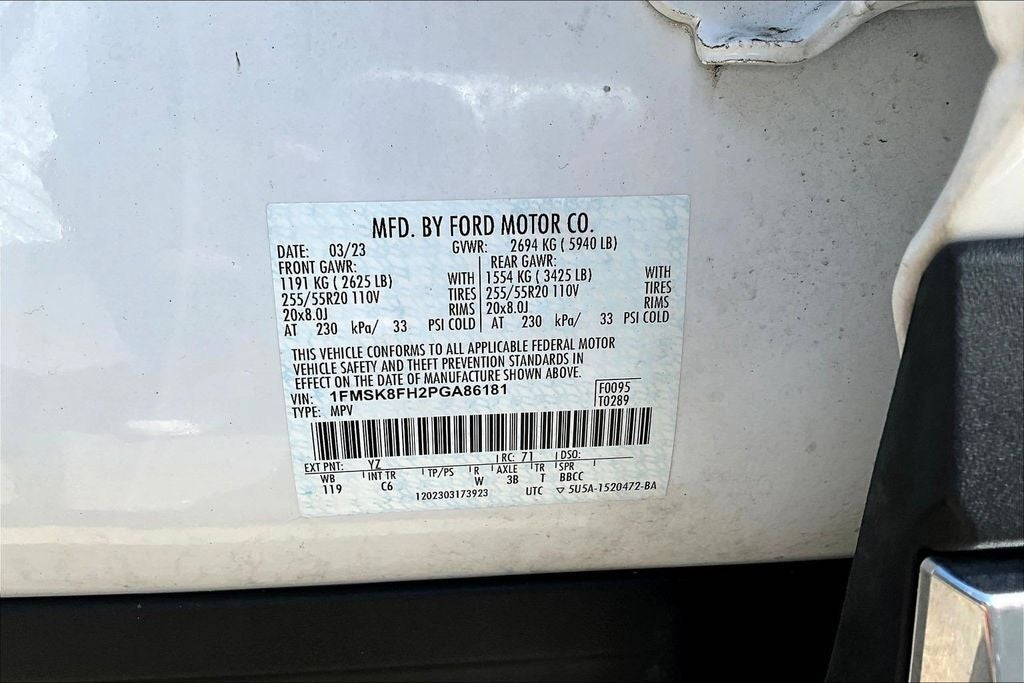 MFD. BY FORD MOTOR CO.
DATE: 03/23 GVWR: 2694 KG ( 5940 LB)
FRONT GAWR: REAR GAWR:
1191 KG ( 2625 LB) WITH 1554 KG ( 3425 LB) WITH
255/55R20 110V TIRES 255/55R20 110V TIRES
20x8.0J RIMS 20x8.0J RIMS
AT 230 kPa/ 33 PSI COLD AT 230 kPa/ 33 PSI COLD
THIS VEHICLE CONFORMS TO ALL APPLICABLE FEDERAL MOTOR
VEHICLE SAFETY AND THEFT PREVENTION STANDARDS IN
EFFECT ON THE DATE OF MANUFACTURE SHOWN ABOVE.
VIN: 1FMSK8FH2PGA86181 F0095
TYPE: MPV T0289
EXT PNT: YZ RC: 71 DSO:
WB INT TR TP/PS R AXLE TR SPR
119 C6 W 3B T BBCC
1202303173923 UTC ▽ 5U5A-1520472-BA